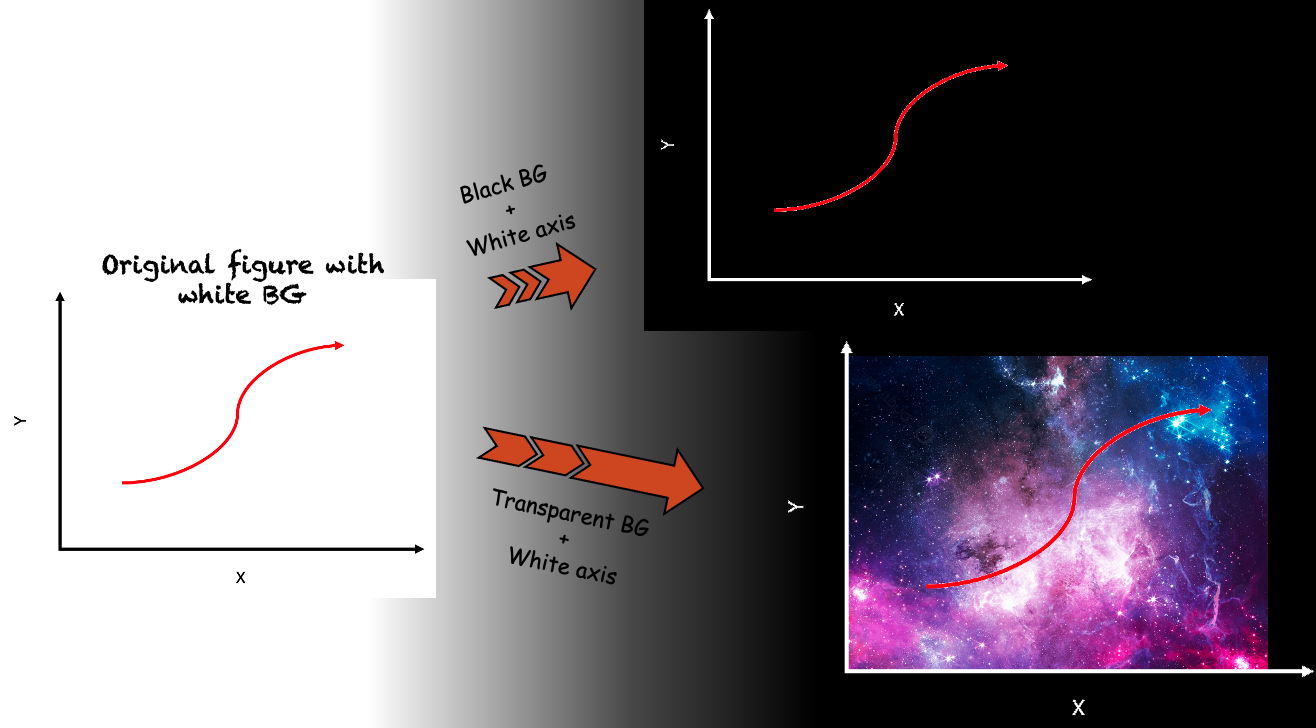 Original figure with
white BG
Y
X
Black BG
+
White axis
Transparent BG
+
White axis
Y
X
Y
X